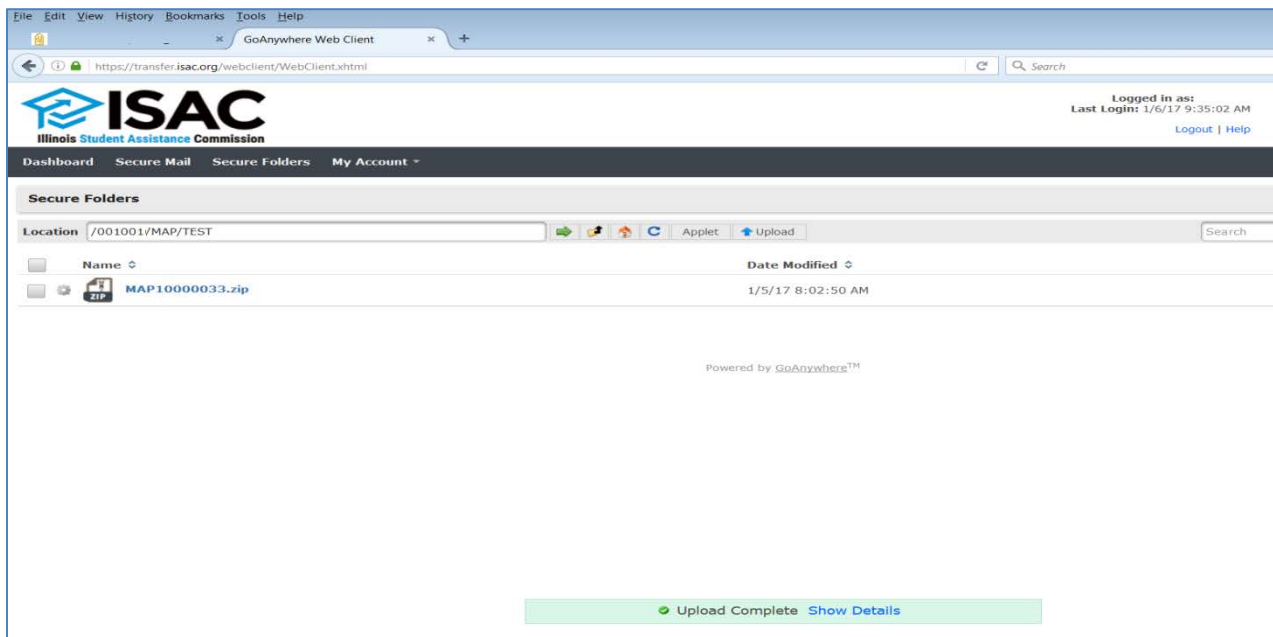 File Edit View History Bookmarks Tools Help
GoAnywhere Web Client
https://transfer.isac.org/webclient/WebClient.xhtml
Search
ISAC
Illinois Student Assistance Commission
Logged in as:
Last Login: 1/6/17 9:35:02 AM
Logout | Help
Dashboard Secure Mail Secure Folders My Account
Secure Folders
Location /001001/MAP/TEST Applet Upload Search
Name Date Modified
ZIP MAP10000033.zip 1/5/17 8:02:50 AM
Powered by GoAnywhere™
Upload Complete Show Details